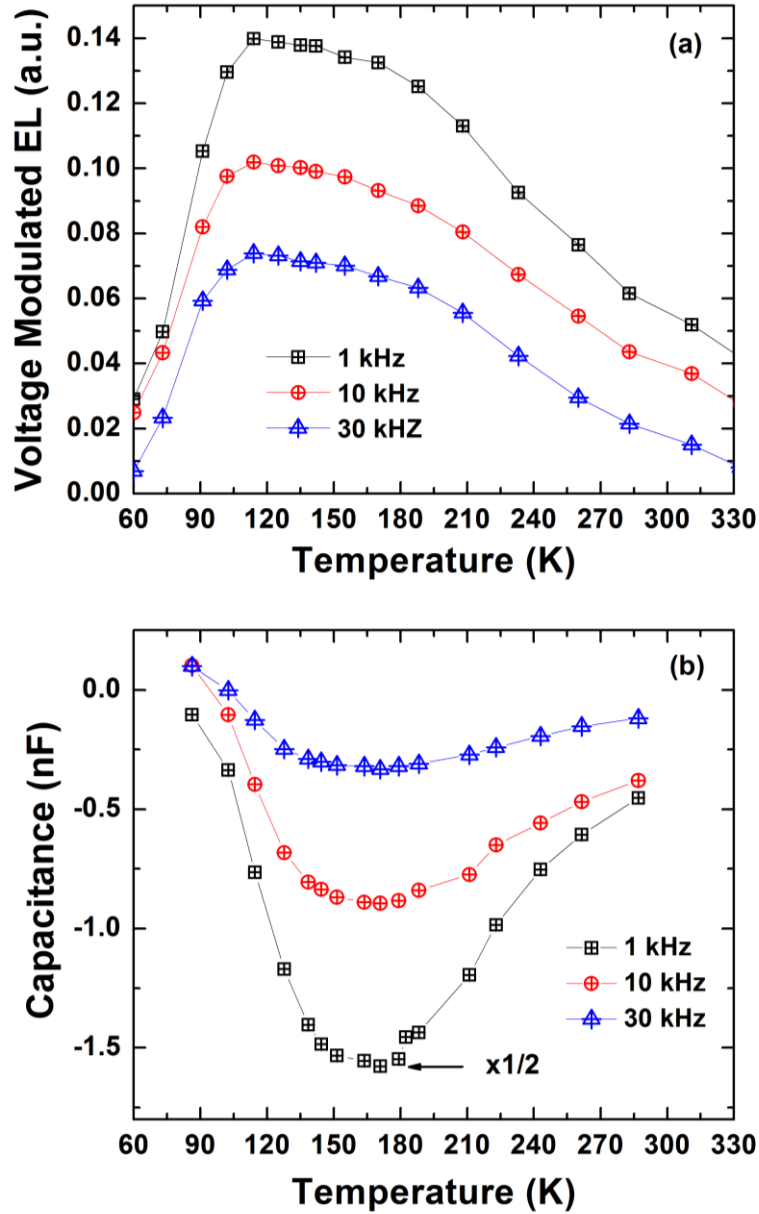 (a)
Voltage Modulated EL (a.u.)
0.14
0.12
0.10
0.08
0.06
0.04
0.02
0.00
1 kHz
10 kHz
30 kHZ
60 90 120 150 180 210 240 270 300 330
Temperature (K)
(b)
Capacitance (nF)
0.0
-0.5
-1.0
-1.5
1 kHz
10 kHz
30 kHz
x1/2
60 90 120 150 180 210 240 270 300 330
Temperature (K)